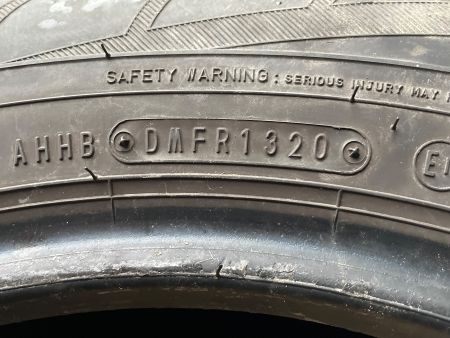 SAFETY WARNING : SERIOUS INJURY MAY
AHHB DMFR1320 E